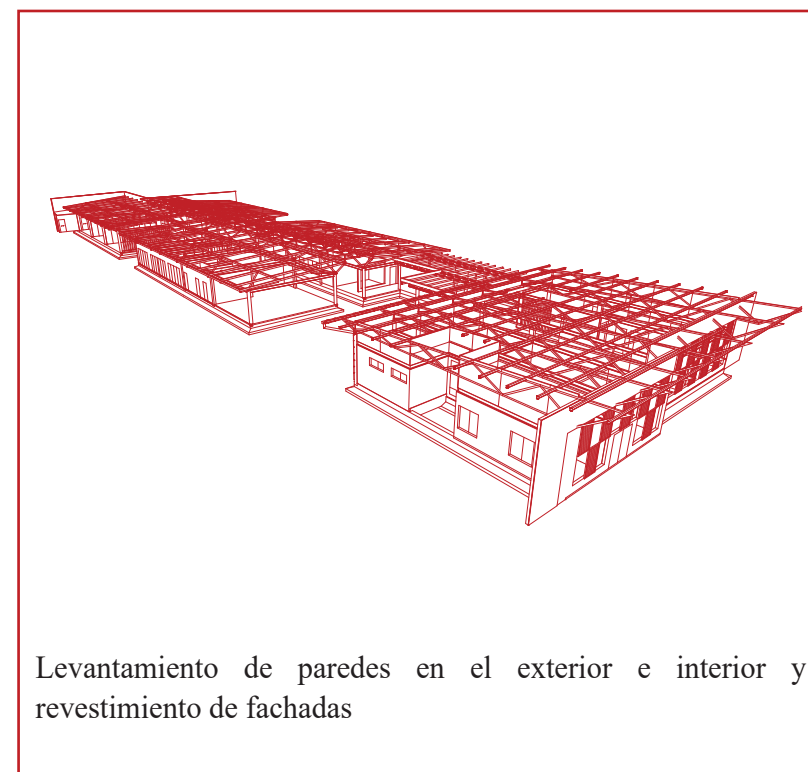 Levantamiento de paredes en el exterior e interior y
revestimiento de fachadas